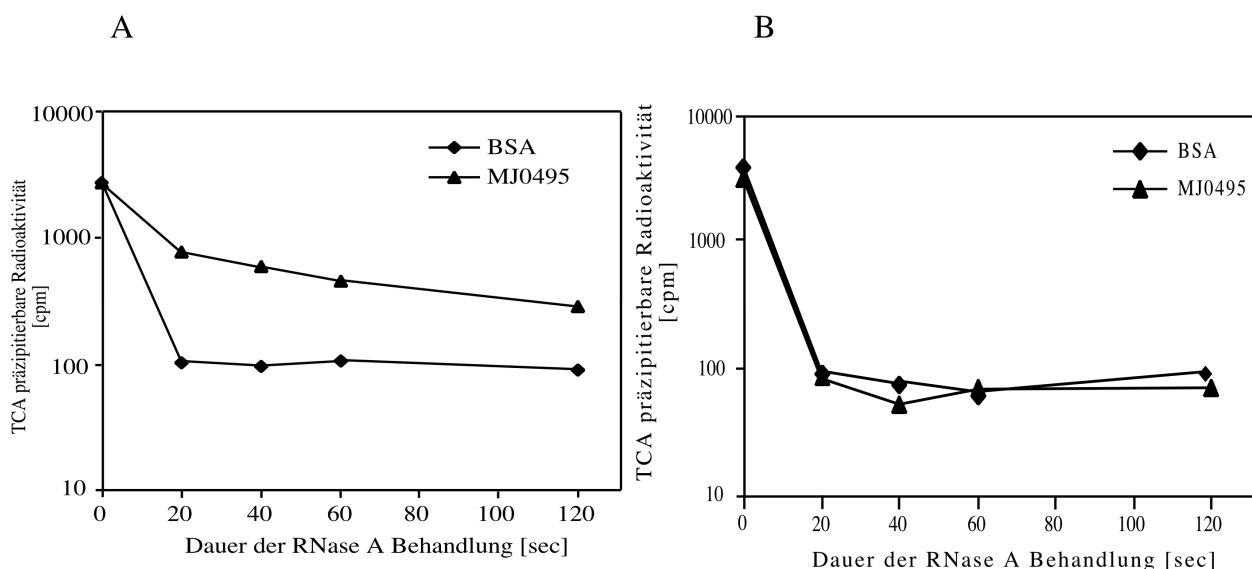 A
TCA präzipitierbare Radioaktivität
[cpm]
10000
1000
100
10
BSA
MJ0495
0 20 40 60 80 100 120
Dauer der RNase A Behandlung [sec]
B
TCA präzipitierbare Radioaktivität
[cpm]
10000
1000
100
10
BSA
MJ0495
0 20 40 60 80 100 120
Dauer der RNase A Behandlung [sec]